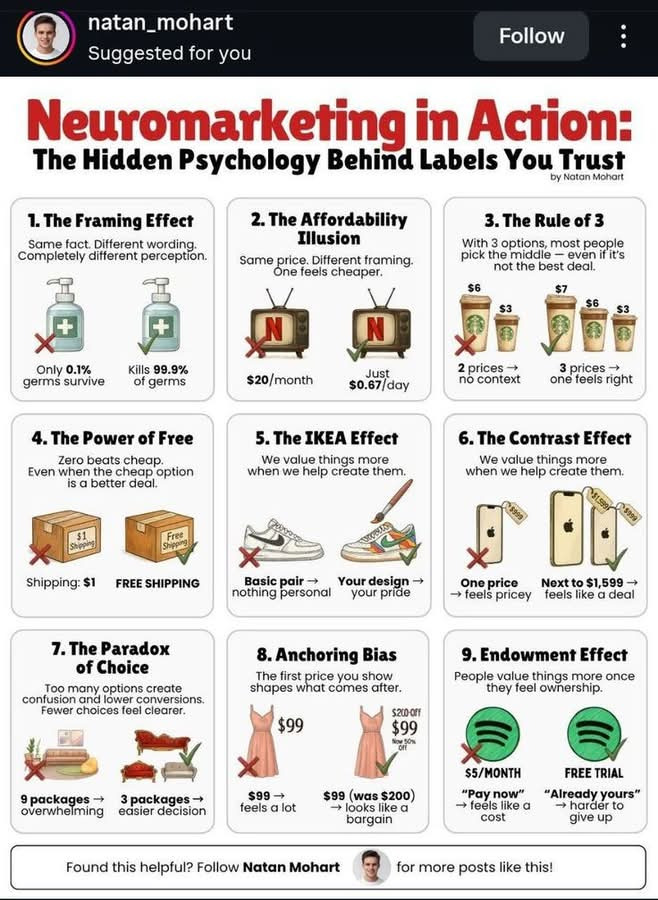 natan_mohart
Suggested for you
Follow
Neuromarketing in Action:
The Hidden Psychology Behind Labels You Trust
by Natan Mohart
1. The Framing Effect
Same fact. Different wording.
Completely different perception.
Only 0.1%
germs survive
Kills 99.9%
of germs
2. The Affordability
Illusion
Same price. Different framing.
One feels cheaper.
N
N
$20/month
Just
$0.67/day
3. The Rule of 3
With 3 options, most people
pick the middle — even if it's
not the best deal.
$6
$3
$7
$6
$3
2 prices →
no context
3 prices →
one feels right
4. The Power of Free
Zero beats cheap.
Even when the cheap option
is a better deal.
$1
Shipping
Free
Shipping
Shipping: $1
FREE SHIPPING
5. The IKEA Effect
We value things more
when we help create them.
Basic pair →
nothing personal
Your design →
your pride
6. The Contrast Effect
We value things more
when we help create them.
$999
$1,599
$999
One price
→ feels pricey
Next to $1,599 →
feels like a deal
7. The Paradox
of Choice
Too many options create
confusion and lower conversions.
Fewer choices feel clearer.
9 packages →
overwhelming
3 packages →
easier decision
8. Anchoring Bias
The first price you show
shapes what comes after.
$99
$200 OFF
$99
Now 50%
Off
$99 →
feels a lot
$99 (was $200)
→ looks like a
bargain
9. Endowment Effect
People value things more once
they feel ownership.
$5/MONTH
FREE TRIAL
"Pay now"
→ feels like a
cost
"Already yours"
→ harder to
give up
Found this helpful? Follow Natan Mohart for more posts like this!